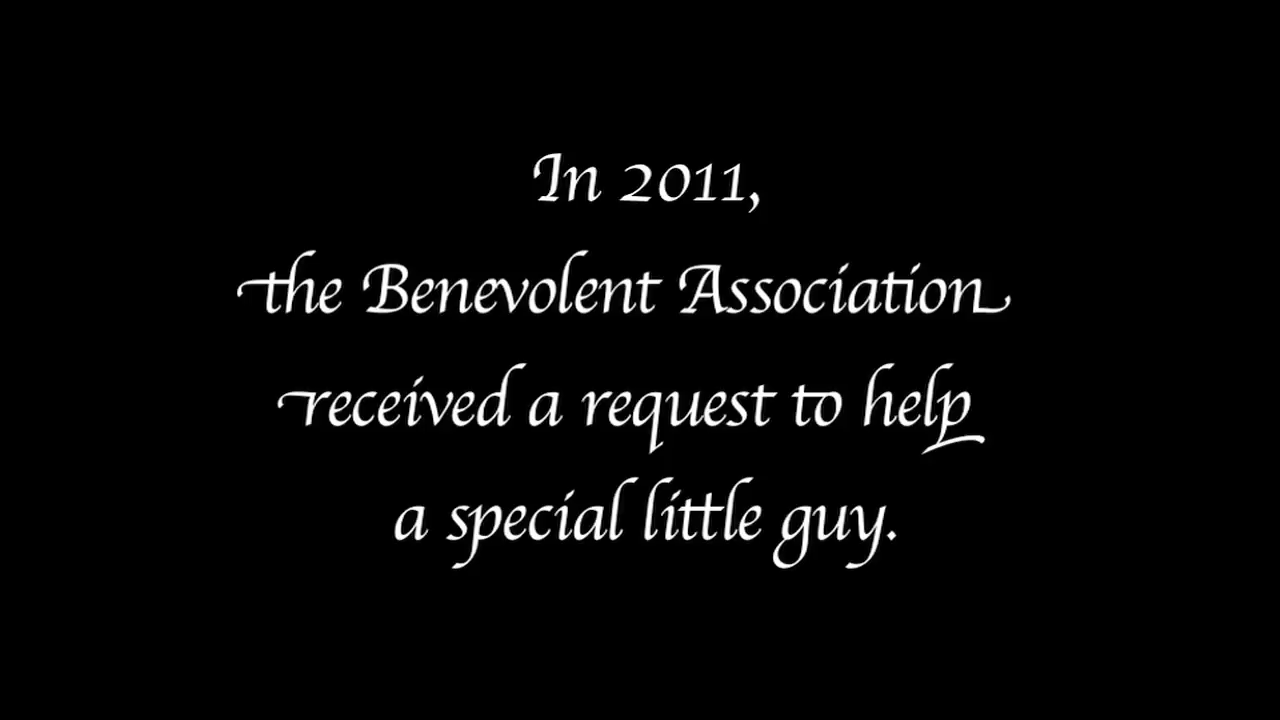 In 2011,
the Benevolent Association
received a request to help
a special little guy.